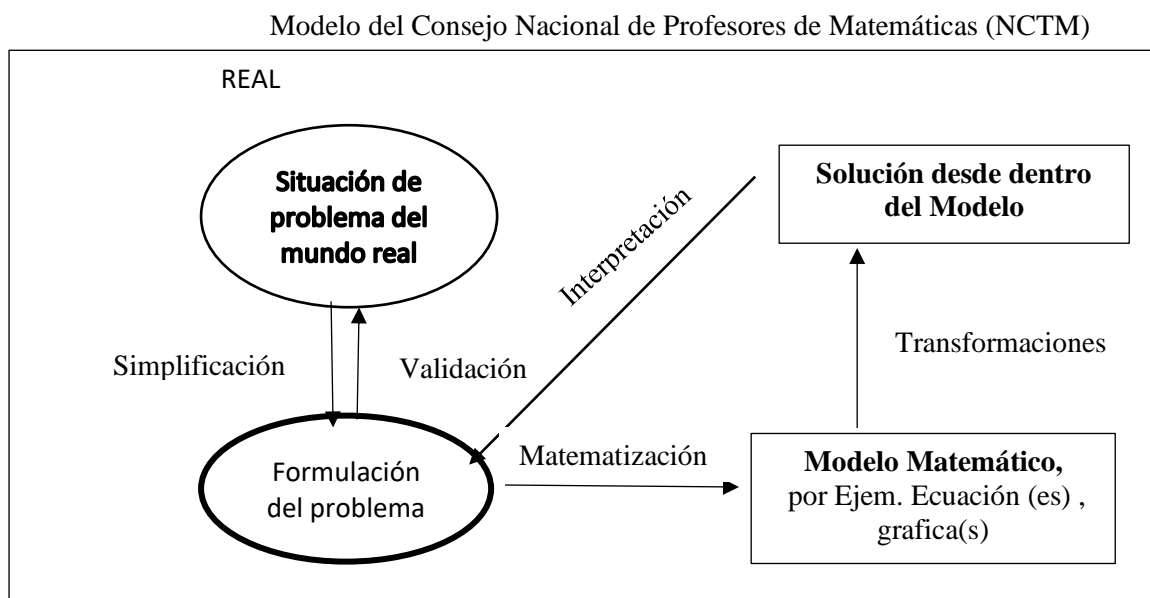 Modelo del Consejo Nacional de Profesores de Matemáticas (NCTM)
REAL
Situación de
problema del
mundo real
Solución desde dentro
del Modelo
Interpretación
Simplificación
Validación
Transformaciones
Formulación
del problema
Matematización
Modelo Matemático,
por Ejem. Ecuación (es) ,
grafica(s)